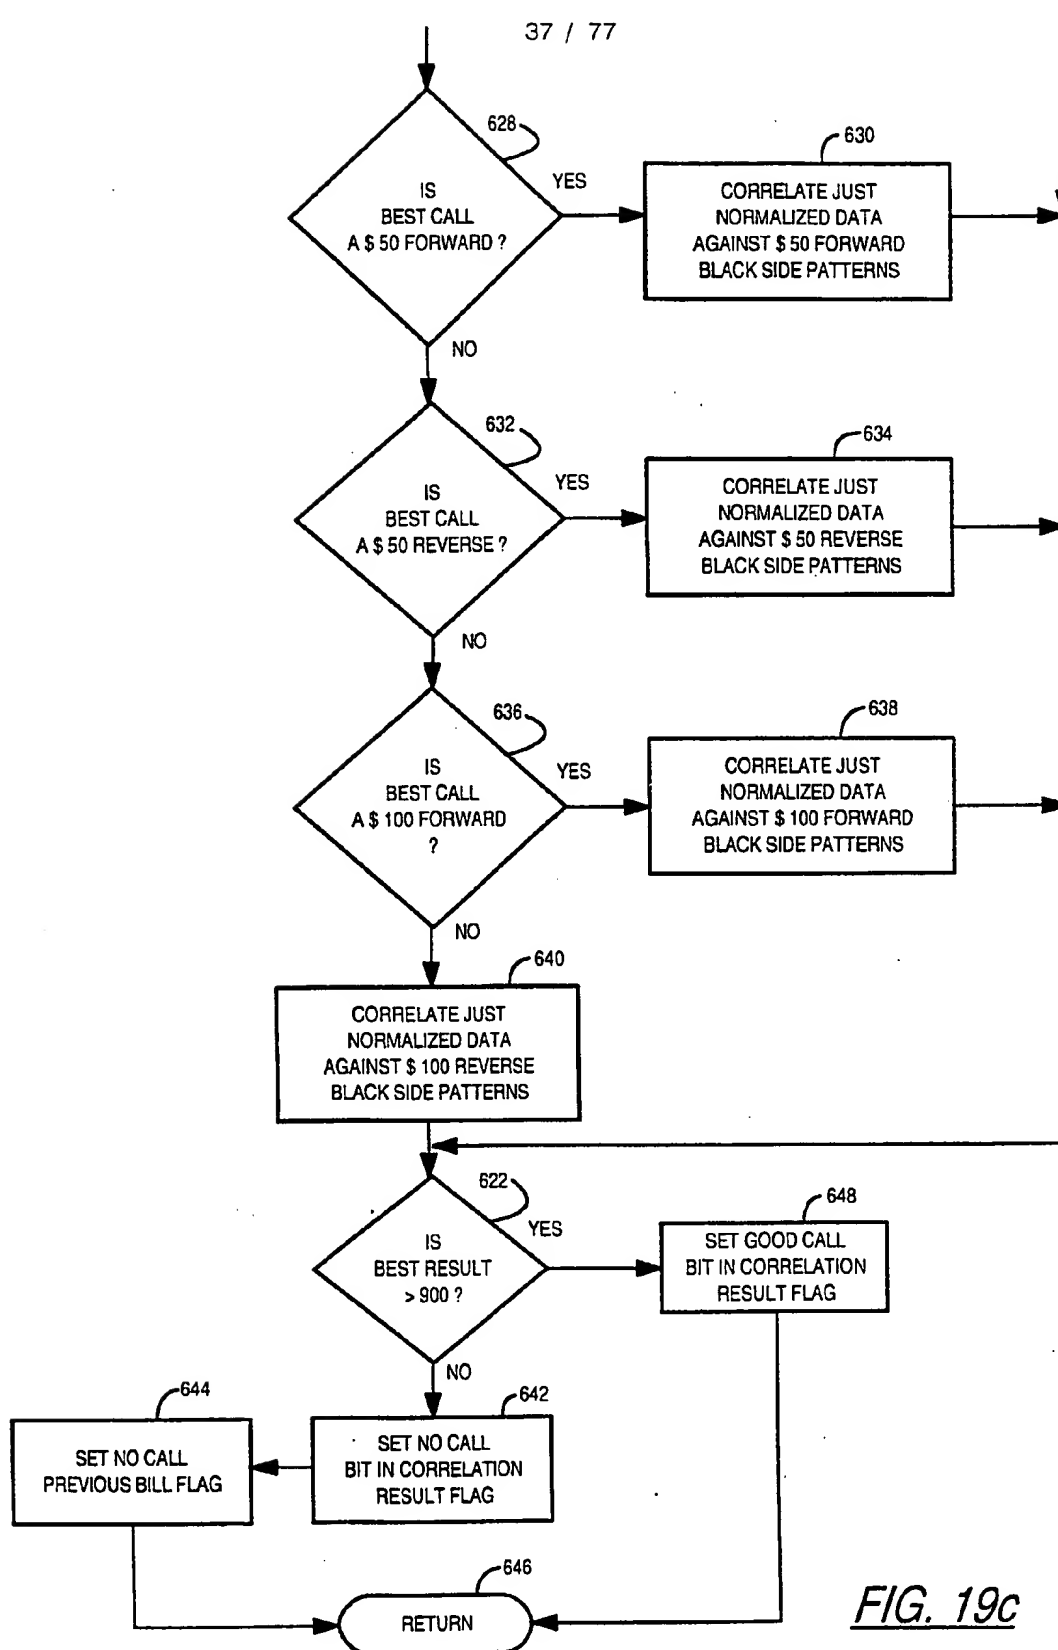 37 / 77
628
IS
BEST CALL
A $ 50 FORWARD ?
YES
630
CORRELATE JUST
NORMALIZED DATA
AGAINST $ 50 FORWARD
BLACK SIDE PATTERNS
NO
632
IS
BEST CALL
A $ 50 REVERSE ?
YES
634
CORRELATE JUST
NORMALIZED DATA
AGAINST $ 50 REVERSE
BLACK SIDE PATTERNS
NO
636
IS
BEST CALL
A $ 100 FORWARD
?
YES
638
CORRELATE JUST
NORMALIZED DATA
AGAINST $ 100 FORWARD
BLACK SIDE PATTERNS
NO
640
CORRELATE JUST
NORMALIZED DATA
AGAINST $ 100 REVERSE
BLACK SIDE PATTERNS
622
IS
BEST RESULT
> 900 ?
YES
648
SET GOOD CALL
BIT IN CORRELATION
RESULT FLAG
NO
642
SET NO CALL
BIT IN CORRELATION
RESULT FLAG
644
SET NO CALL
PREVIOUS BILL FLAG
646
RETURN
FIG. 19c